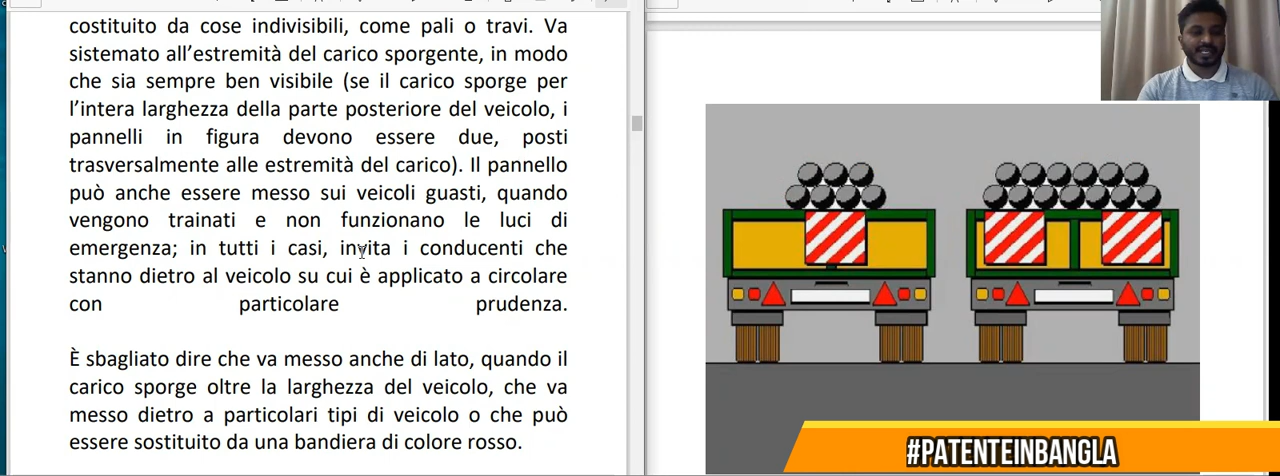 costituito da cose indivisibili, come pali o travi. Va
sistemato all’estremità del carico sporgente, in modo
che sia sempre ben visibile (se il carico sporge per
l’intera larghezza della parte posteriore del veicolo, i
pannelli in figura devono essere due, posti
trasversalmente alle estremità del carico). Il pannello
può anche essere messo sui veicoli guasti, quando
vengono trainati e non funzionano le luci di
emergenza; in tutti i casi, invita i conducenti che
stanno dietro al veicolo su cui è applicato a circolare
con particolare prudenza.
È sbagliato dire che va messo anche di lato, quando il
carico sporge oltre la larghezza del veicolo, che va
messo dietro a particolari tipi di veicolo o che può
essere sostituito da una bandiera di colore rosso.
#PATENTEINBANGLA